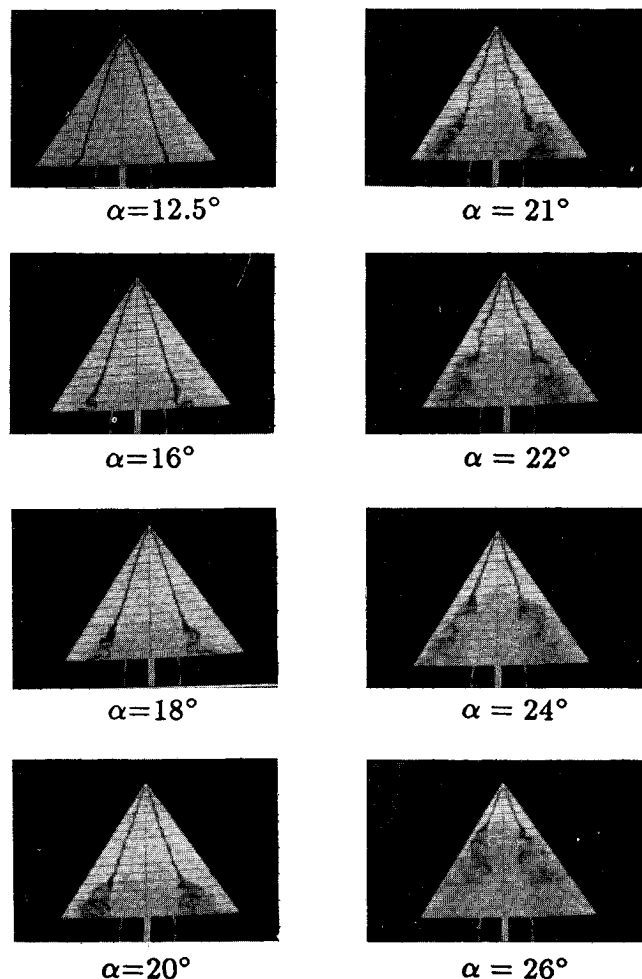 α=12.5°
α = 21°
α=16°
α = 22°
α=18°
α = 24°
α=20°
α = 26°